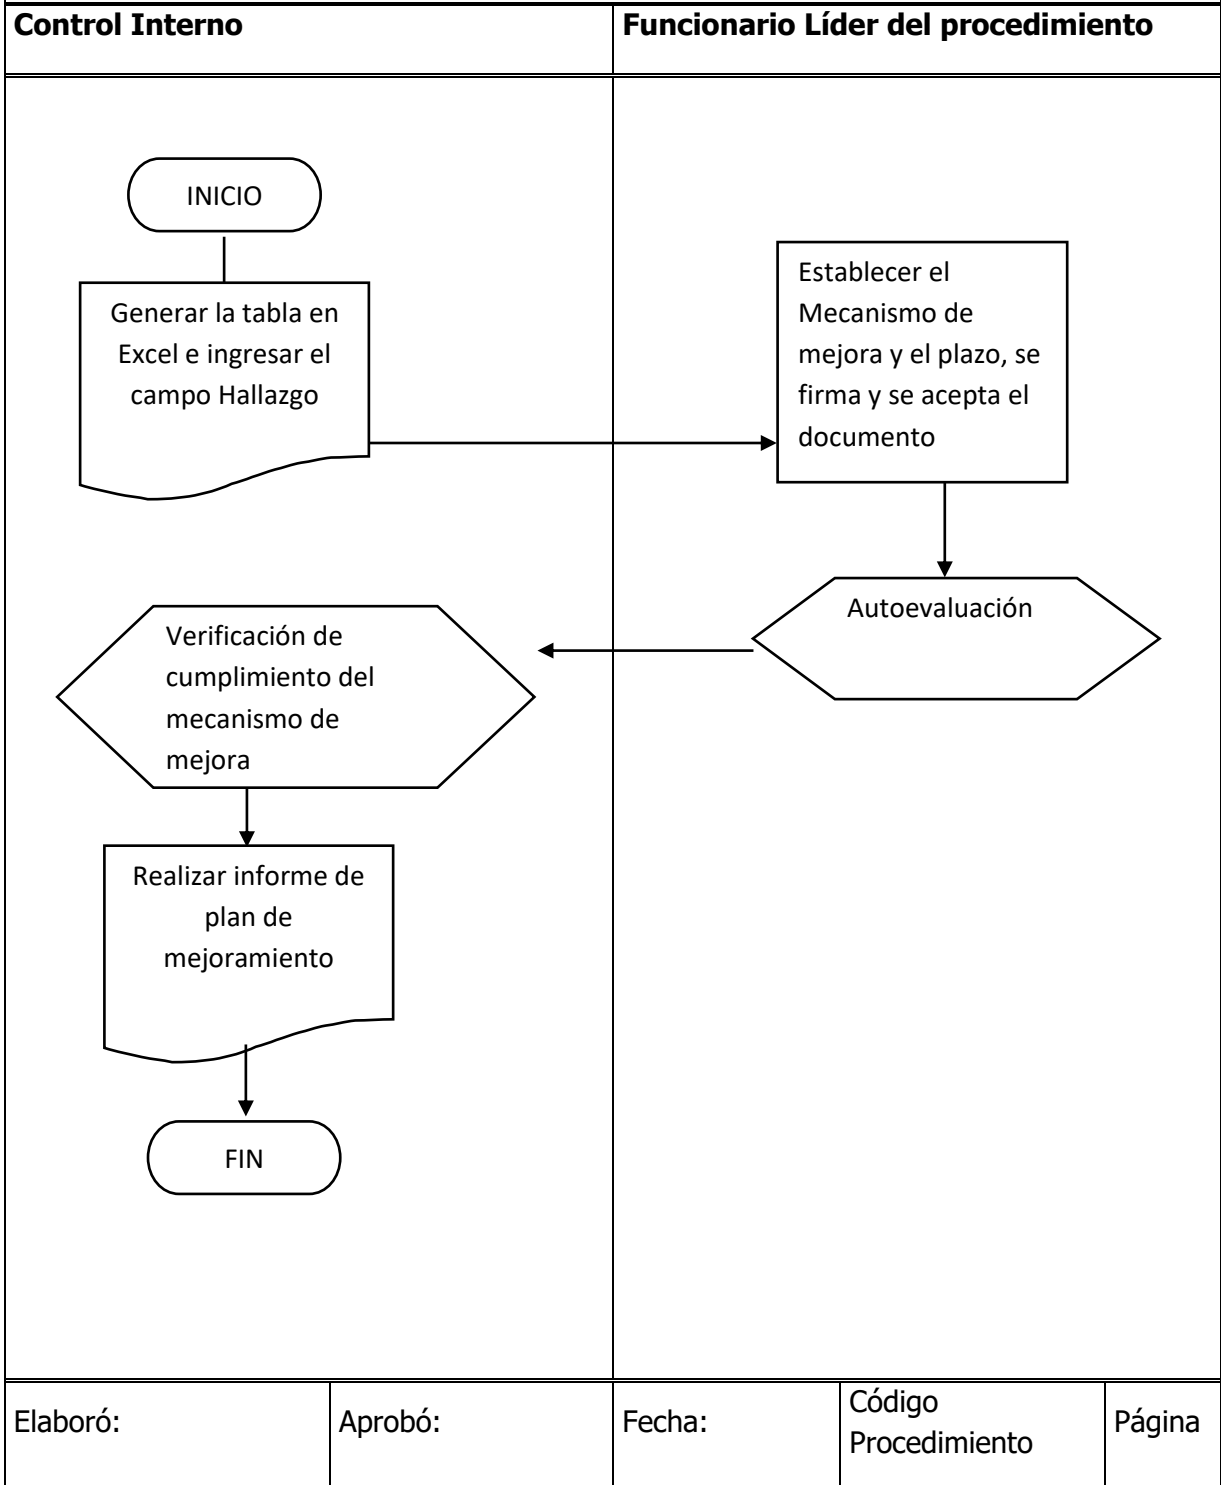 Control Interno
Funcionario Líder del procedimiento
INICIO
Generar la tabla en
Excel e ingresar el
campo Hallazgo
Establecer el
Mecanismo de
mejora y el plazo, se
firma y se acepta el
documento
Autoevaluación
Verificación de
cumplimiento del
mecanismo de
mejora
Realizar informe de
plan de
mejoramiento
FIN
Elaboró:
Aprobó:
Fecha:
Código
Procedimiento
Página